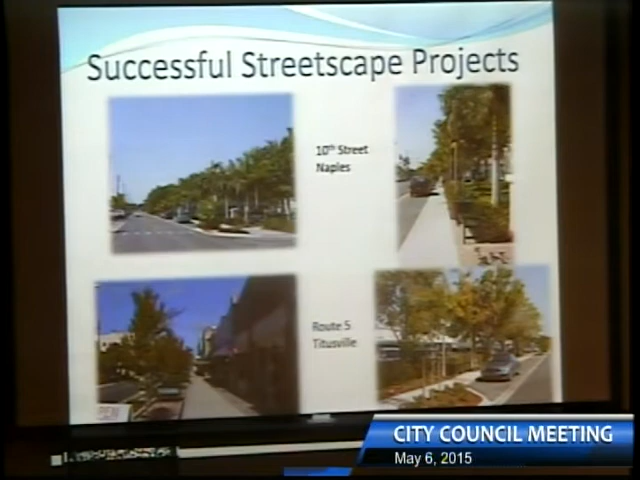 Successful Streetscape Projects
10th Street
Naples
Route 5
Titusville
CITY COUNCIL MEETING
May 6, 2015